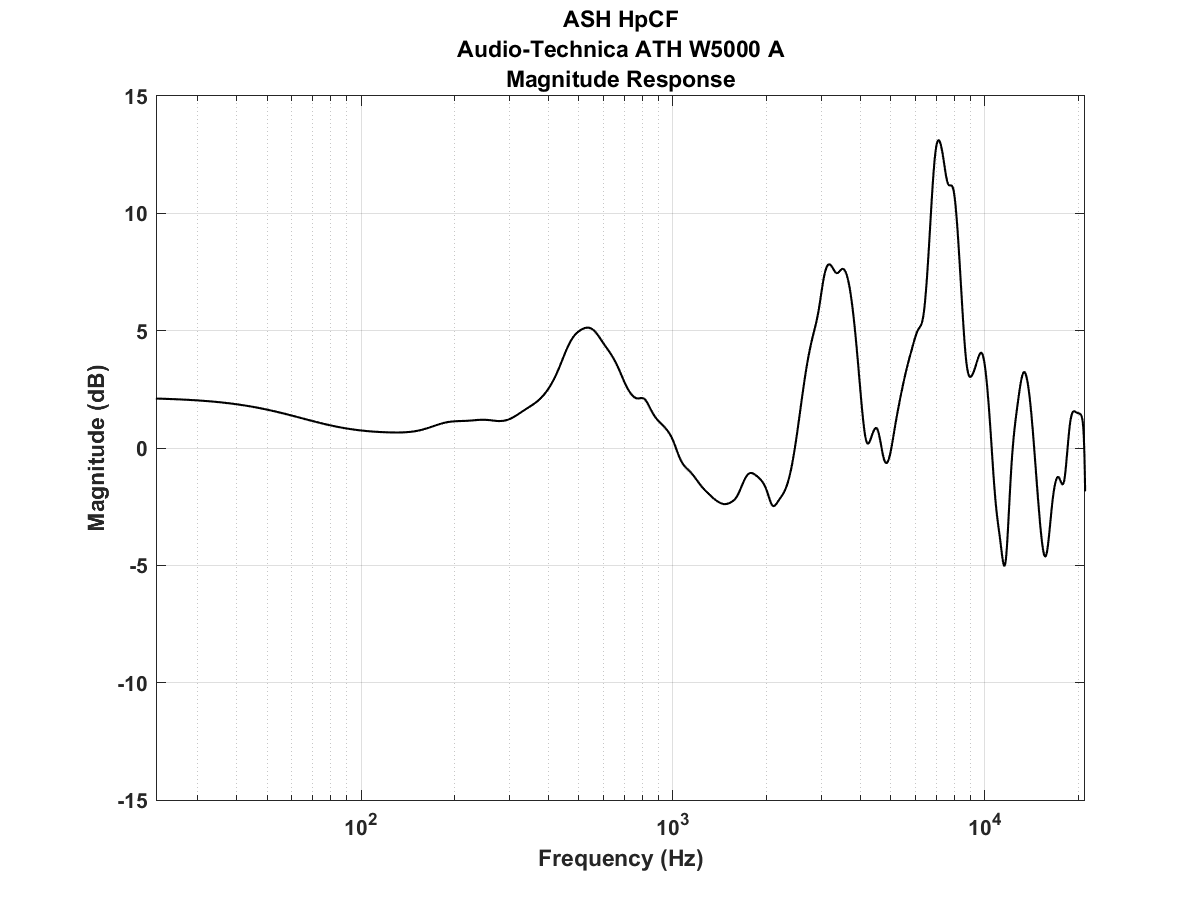 ASH HpCF
Audio-Technica ATH W5000 A
Magnitude Response
15
10
5
0
-5
-10
-15
Magnitude (dB)
10²
10³
10⁴
Frequency (Hz)